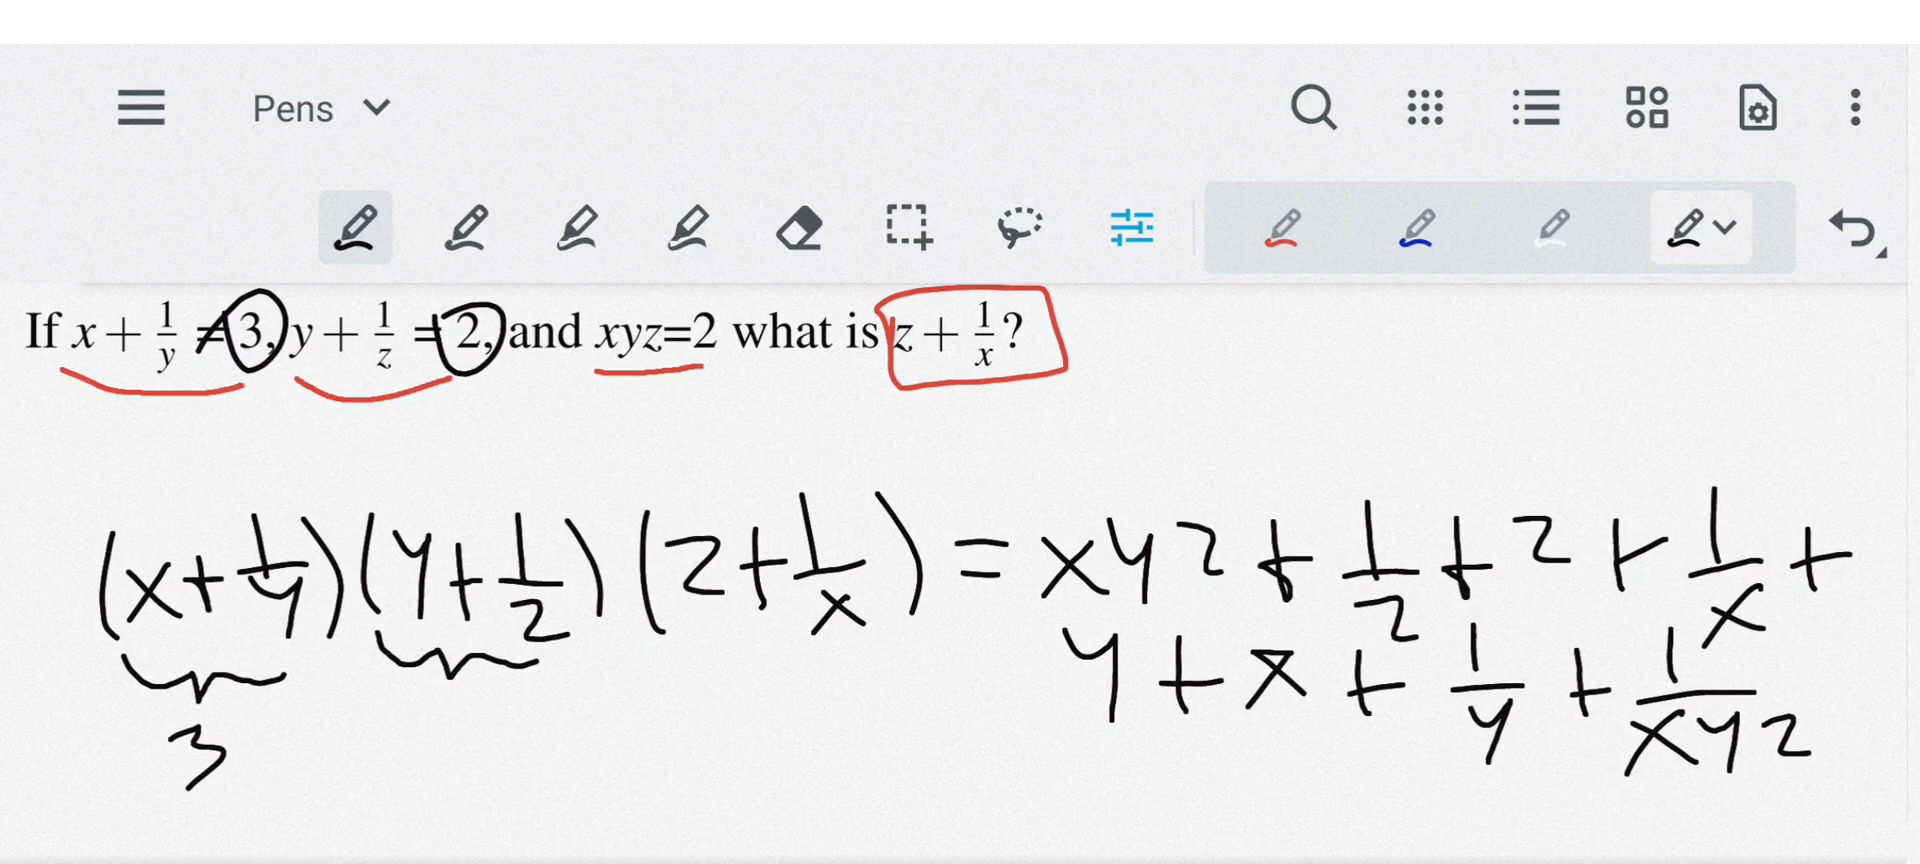 Pens
If x + 1/y = 3, y + 1/z = 2, and xyz=2 what is z + 1/x ?
(x + 1/y) (y + 1/z) (z + 1/x) = xyz + 1/z + z + 1/x +
y + x + 1/y + 1/xyz
3